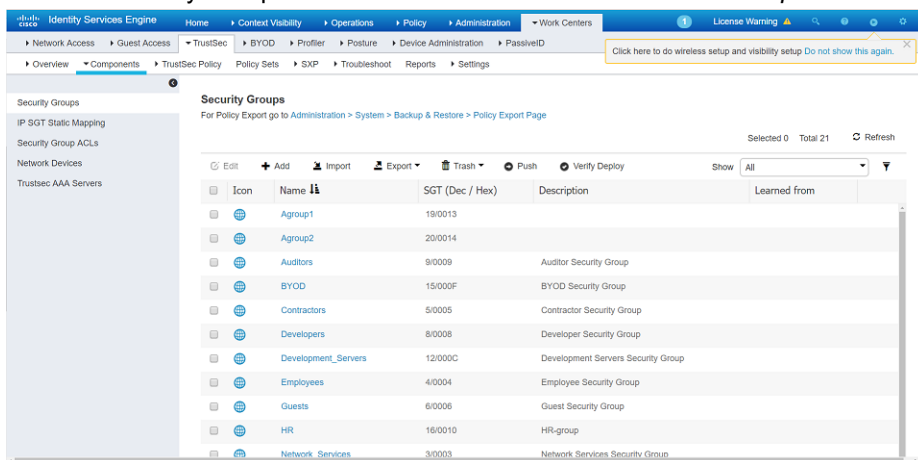 cisco Identity Services Engine Home Context Visibility Operations Policy Administration Work Centers 1 License Warning
Network Access Guest Access TrustSec BYOD Profiler Posture Device Administration PassiveID
Click here to do wireless setup and visibility setup Do not show this again.
Overview Components TrustSec Policy Policy Sets SXP Troubleshoot Reports Settings
Security Groups
IP SGT Static Mapping
Security Group ACLs
Network Devices
Trustsec AAA Servers
Security Groups
For Policy Export go to Administration > System > Backup & Restore > Policy Export Page
Selected 0 Total 21 Refresh
Edit Add Import Export Trash Push Verify Deploy Show All
Icon Name SGT (Dec / Hex) Description Learned from
Agroup1 19/0013
Agroup2 20/0014
Auditors 9/0009 Auditor Security Group
BYOD 15/000F BYOD Security Group
Contractors 5/0005 Contractor Security Group
Developers 8/0008 Developer Security Group
Development_Servers 12/000C Development Servers Security Group
Employees 4/0004 Employee Security Group
Guests 6/0006 Guest Security Group
HR 16/0010 HR-group
Network_Services 3/0003 Network Services Security Group